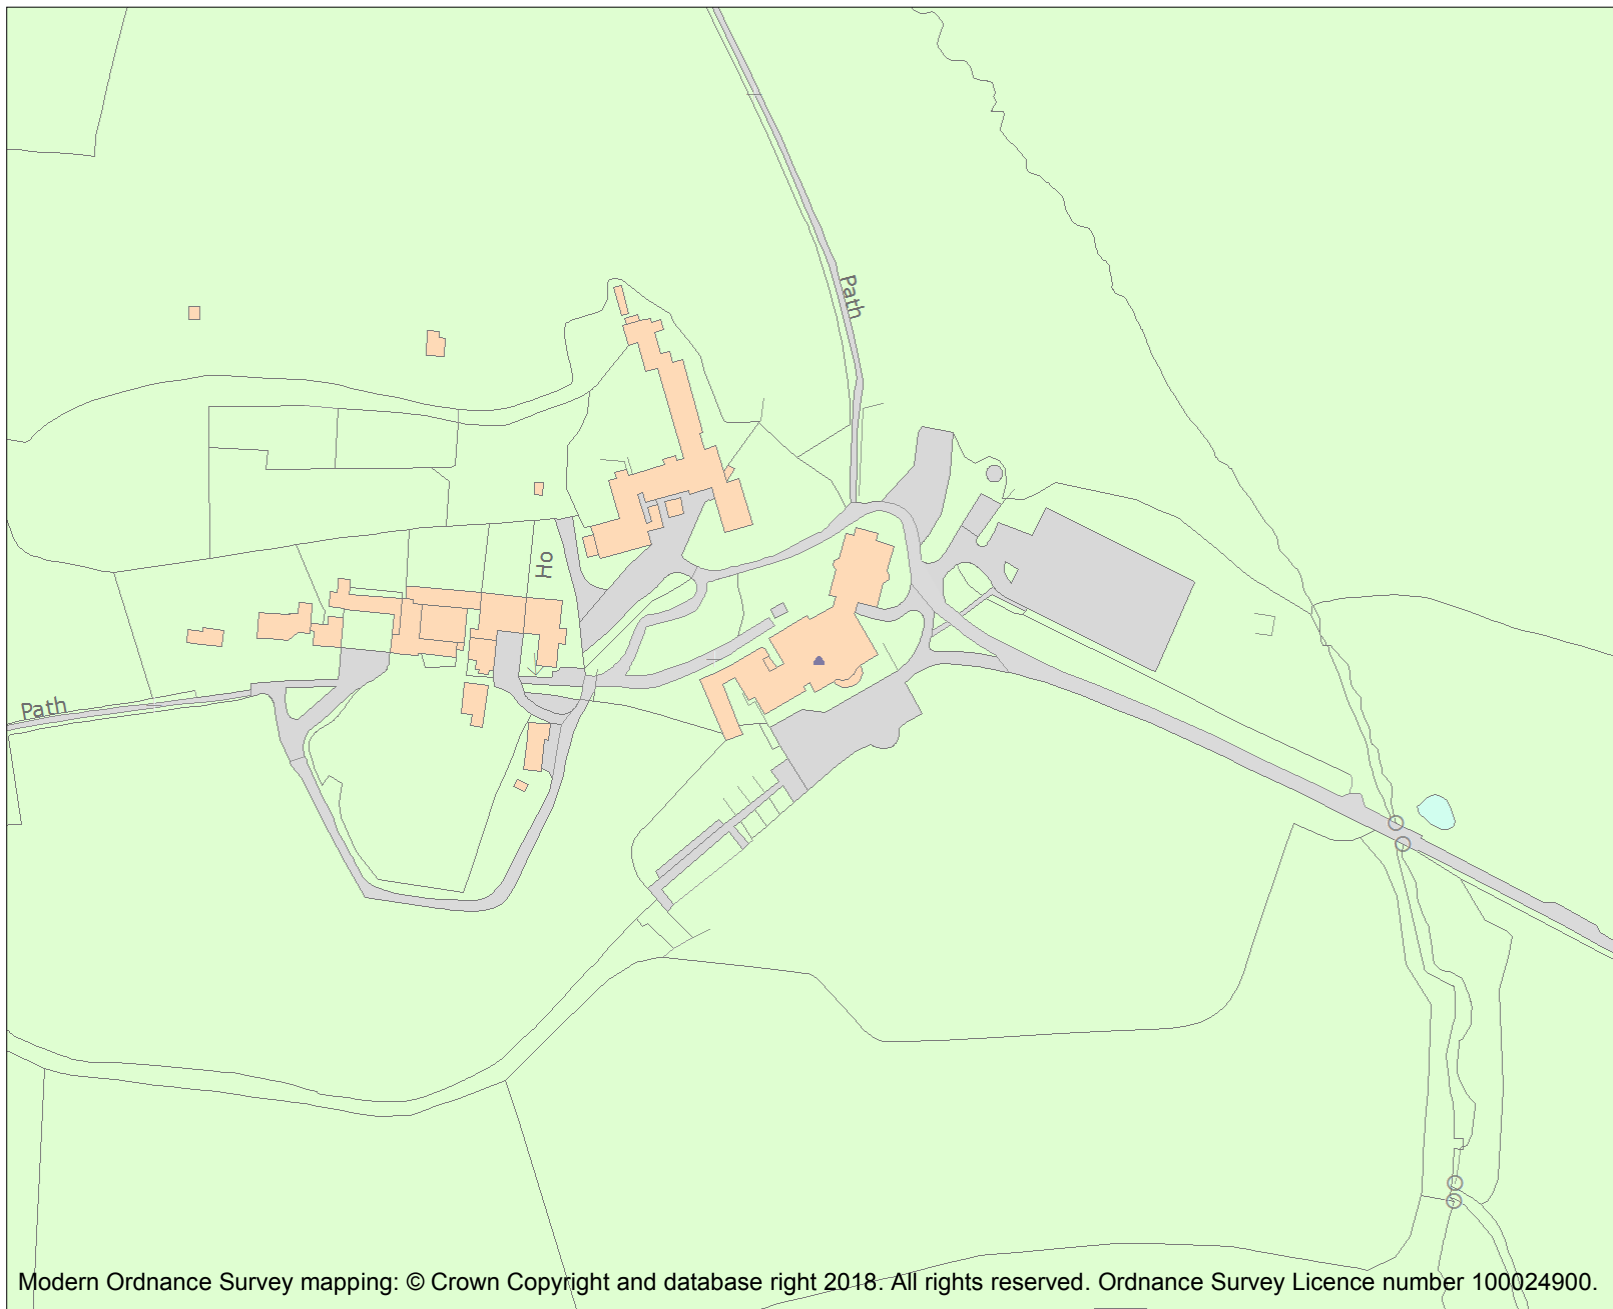 Path
Ho
Path
Modern Ordnance Survey mapping: © Crown Copyright and database right 2018. All rights reserved. Ordnance Survey Licence number 100024900.